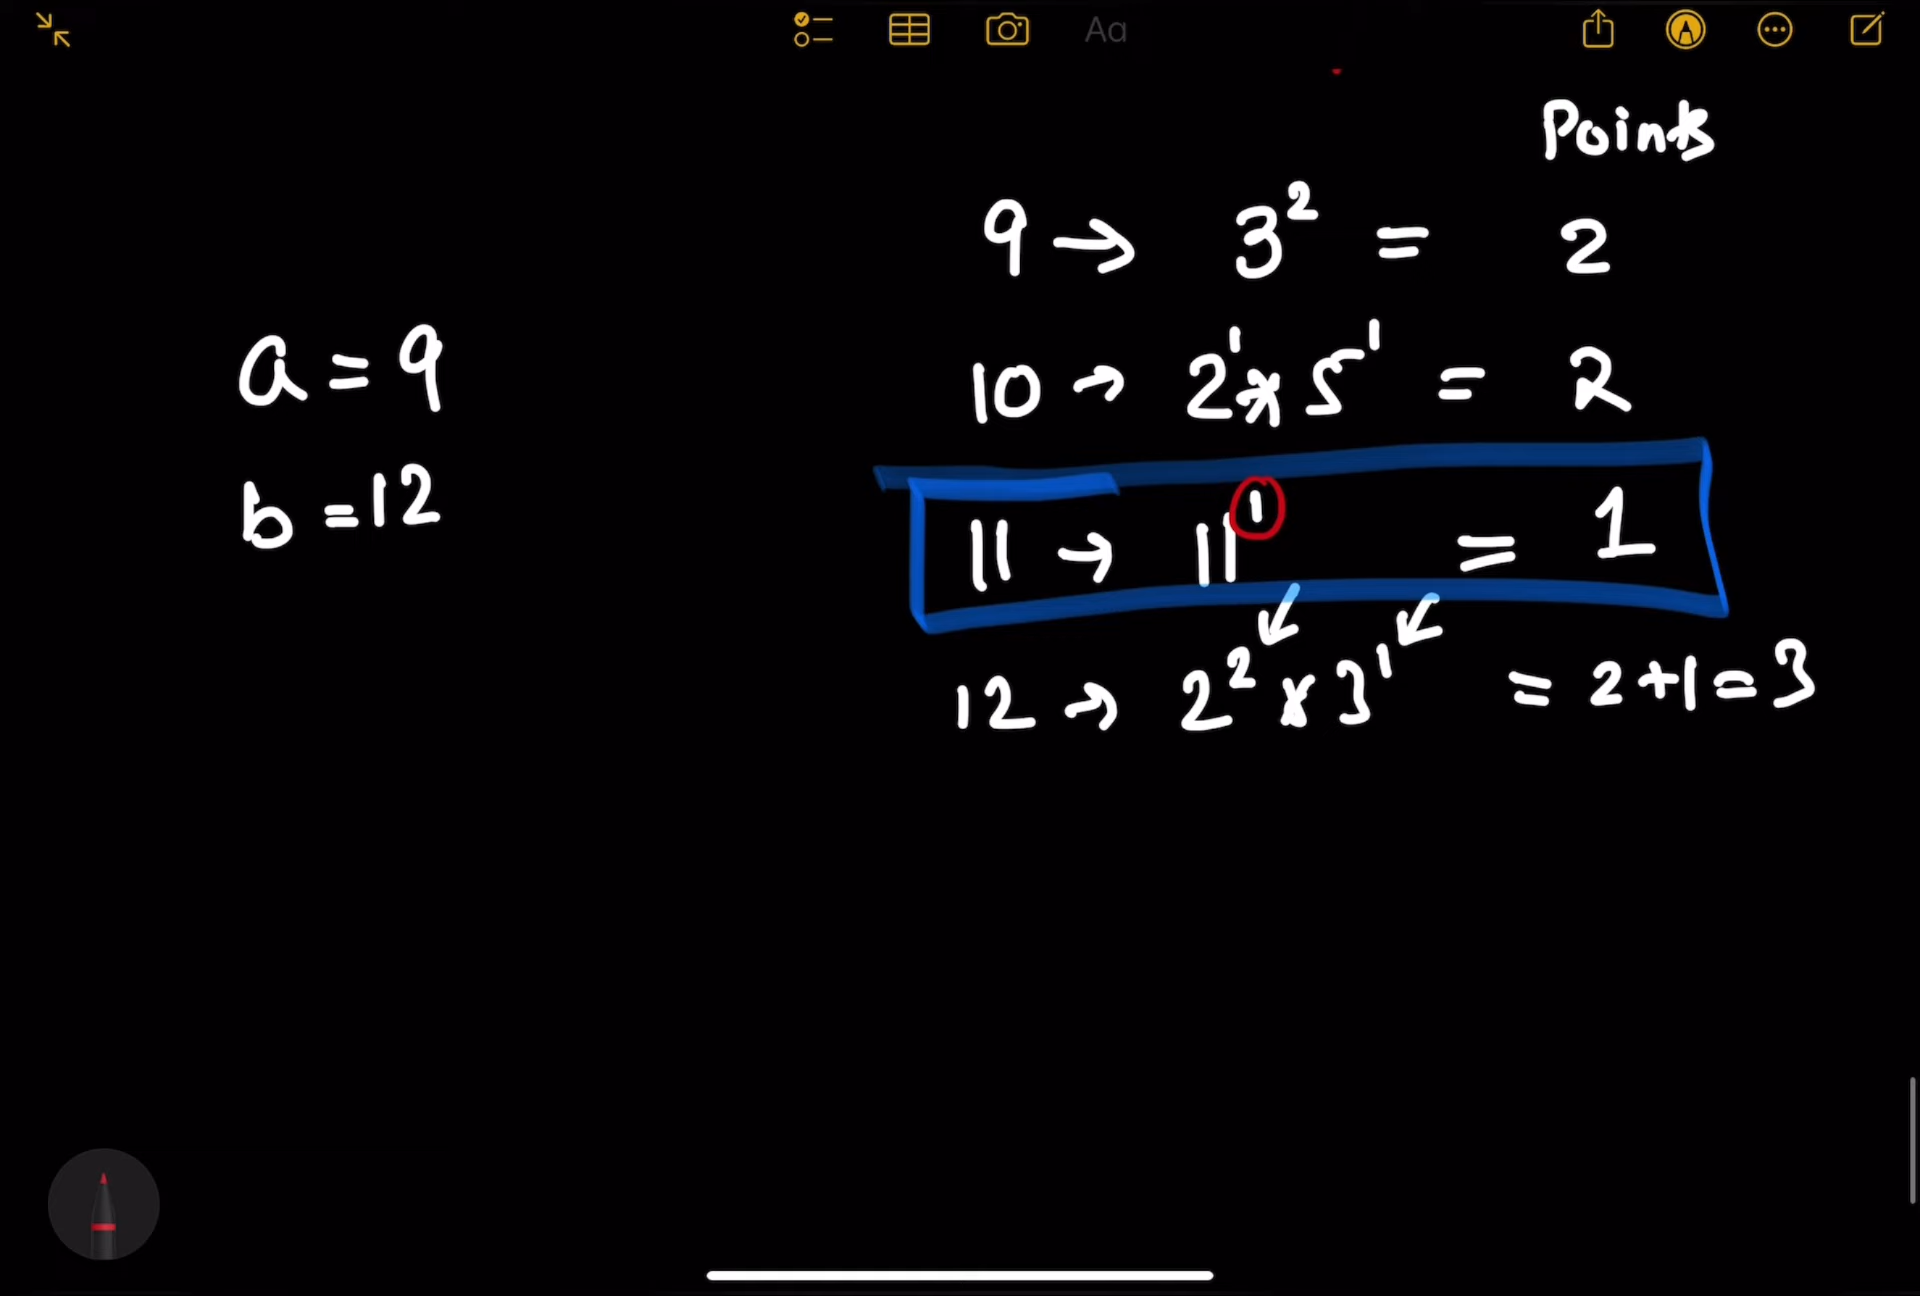 Aa
Points
9 → 3² = 2
10 → 2¹ * 5¹ = 2
a = 9
b = 12
11 → 11¹ = 1
12 → 2² * 3¹ = 2 + 1 = 3